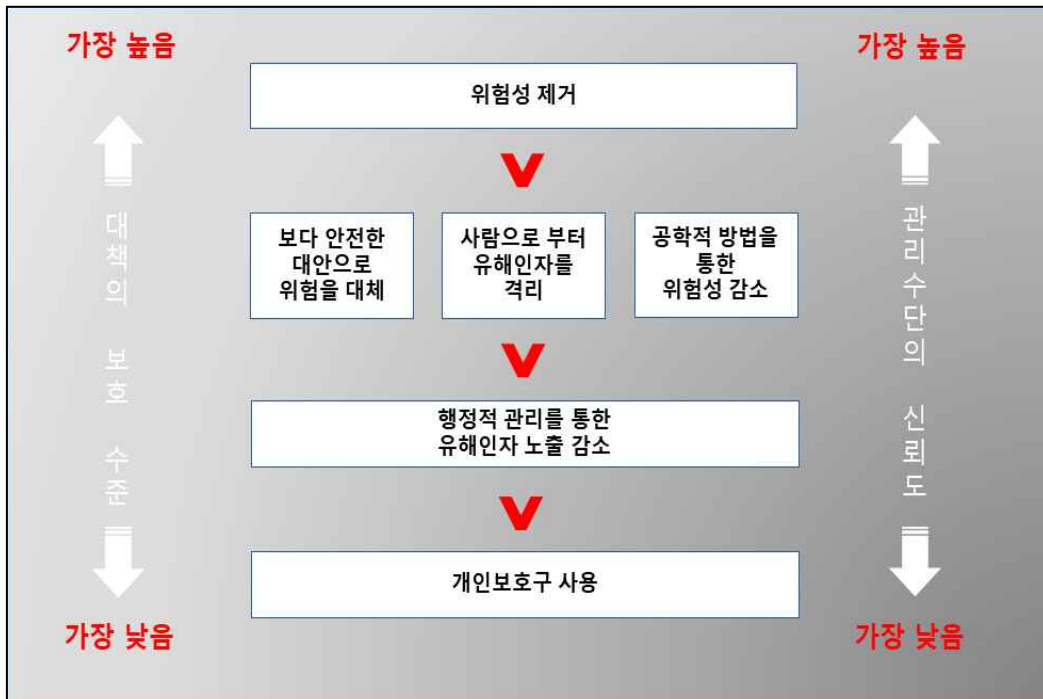 가장 높음
가장 높음
위험성 제거
대책의 보호 수준
관리수단의 신뢰도
보다 안전한
대안으로
위험을 대체
사람으로 부터
유해인자를
격리
공학적 방법을
통한
위험성 감소
행정적 관리를 통한
유해인자 노출 감소
개인보호구 사용
가장 낮음
가장 낮음